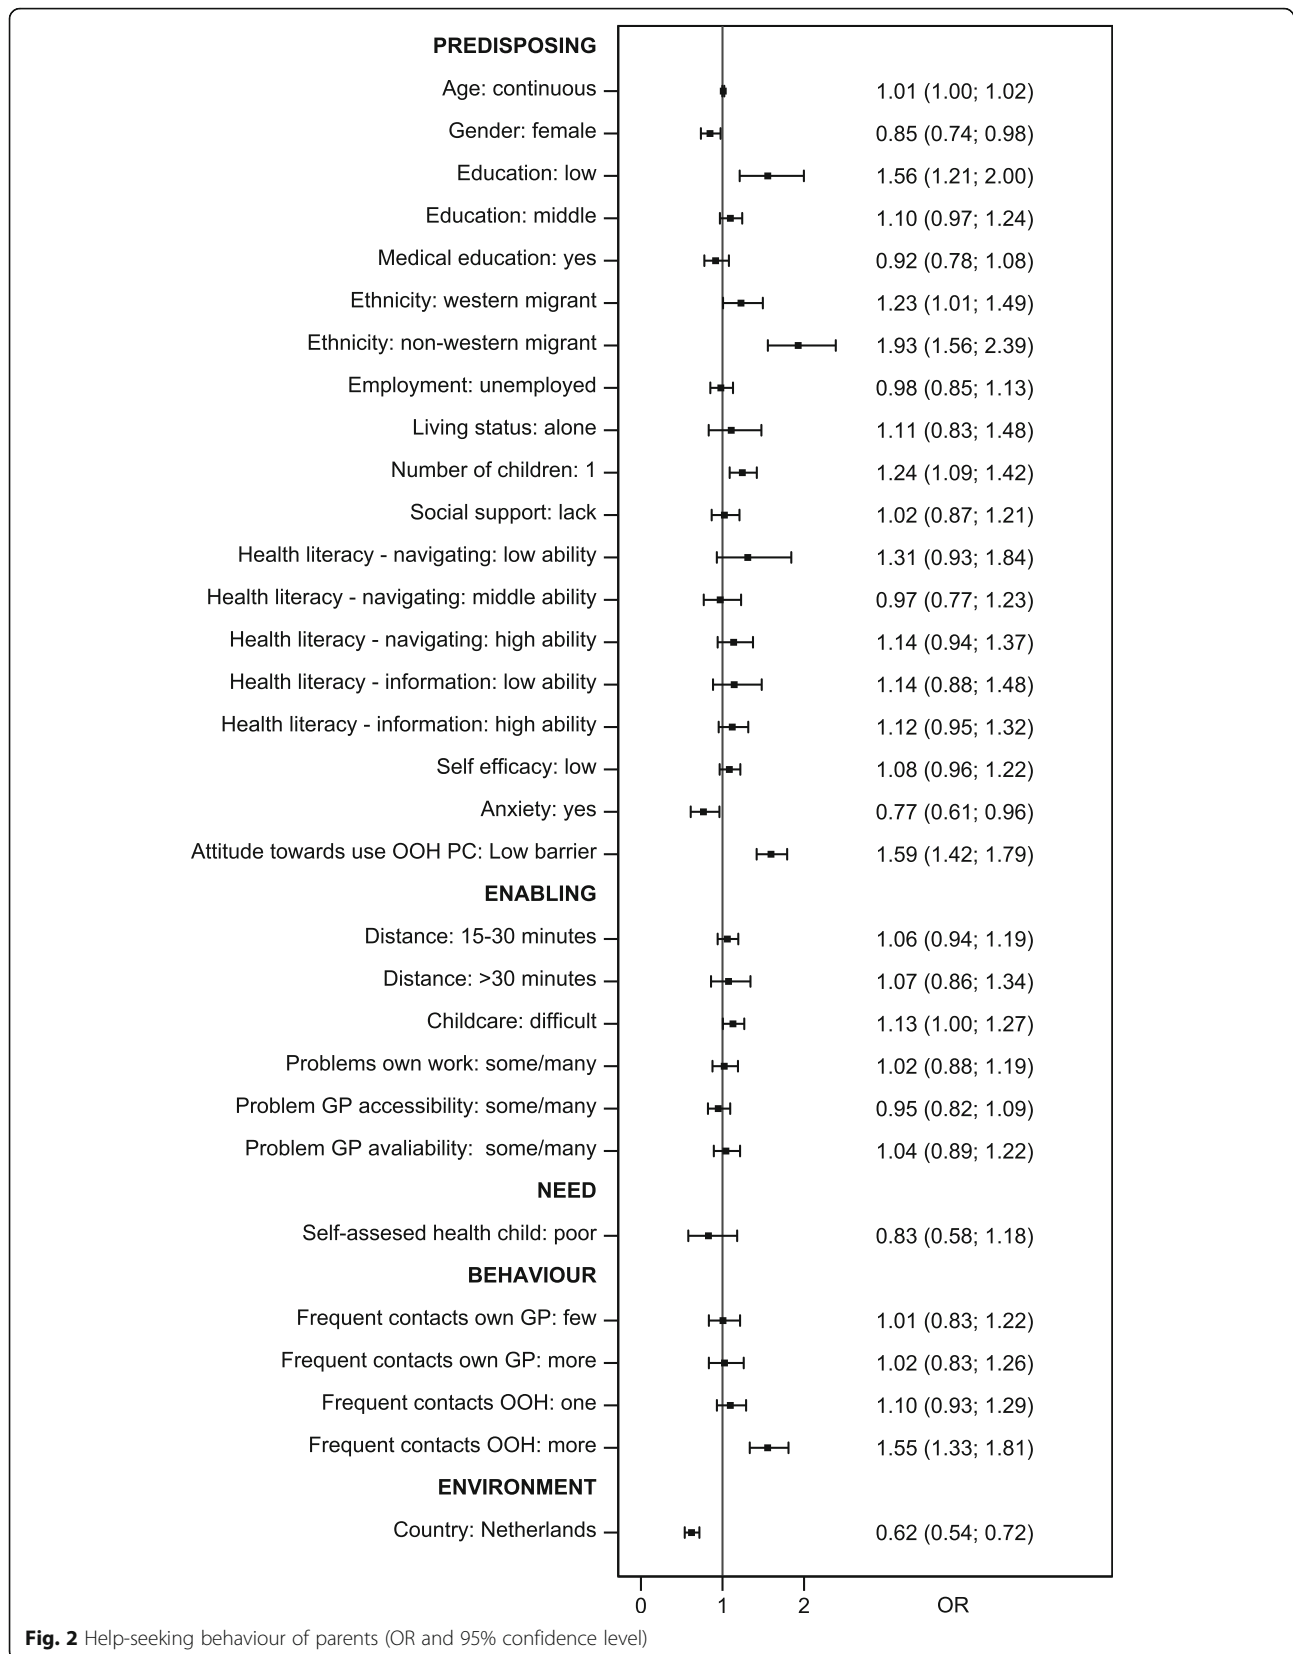 PREDISPOSING
Age: continuous 1.01 (1.00; 1.02)
Gender: female 0.85 (0.74; 0.98)
Education: low 1.56 (1.21; 2.00)
Education: middle 1.10 (0.97; 1.24)
Medical education: yes 0.92 (0.78; 1.08)
Ethnicity: western migrant 1.23 (1.01; 1.49)
Ethnicity: non-western migrant 1.93 (1.56; 2.39)
Employment: unemployed 0.98 (0.85; 1.13)
Living status: alone 1.11 (0.83; 1.48)
Number of children: 1 1.24 (1.09; 1.42)
Social support: lack 1.02 (0.87; 1.21)
Health literacy - navigating: low ability 1.31 (0.93; 1.84)
Health literacy - navigating: middle ability 0.97 (0.77; 1.23)
Health literacy - navigating: high ability 1.14 (0.94; 1.37)
Health literacy - information: low ability 1.14 (0.88; 1.48)
Health literacy - information: high ability 1.12 (0.95; 1.32)
Self efficacy: low 1.08 (0.96; 1.22)
Anxiety: yes 0.77 (0.61; 0.96)
Attitude towards use OOH PC: Low barrier 1.59 (1.42; 1.79)
ENABLING
Distance: 15-30 minutes 1.06 (0.94; 1.19)
Distance: >30 minutes 1.07 (0.86; 1.34)
Childcare: difficult 1.13 (1.00; 1.27)
Problems own work: some/many 1.02 (0.88; 1.19)
Problem GP accessibility: some/many 0.95 (0.82; 1.09)
Problem GP avaliability: some/many 1.04 (0.89; 1.22)
NEED
Self-assesed health child: poor 0.83 (0.58; 1.18)
BEHAVIOUR
Frequent contacts own GP: few 1.01 (0.83; 1.22)
Frequent contacts own GP: more 1.02 (0.83; 1.26)
Frequent contacts OOH: one 1.10 (0.93; 1.29)
Frequent contacts OOH: more 1.55 (1.33; 1.81)
ENVIRONMENT
Country: Netherlands 0.62 (0.54; 0.72)
0 1 2 OR
Fig. 2 Help-seeking behaviour of parents (OR and 95% confidence level)